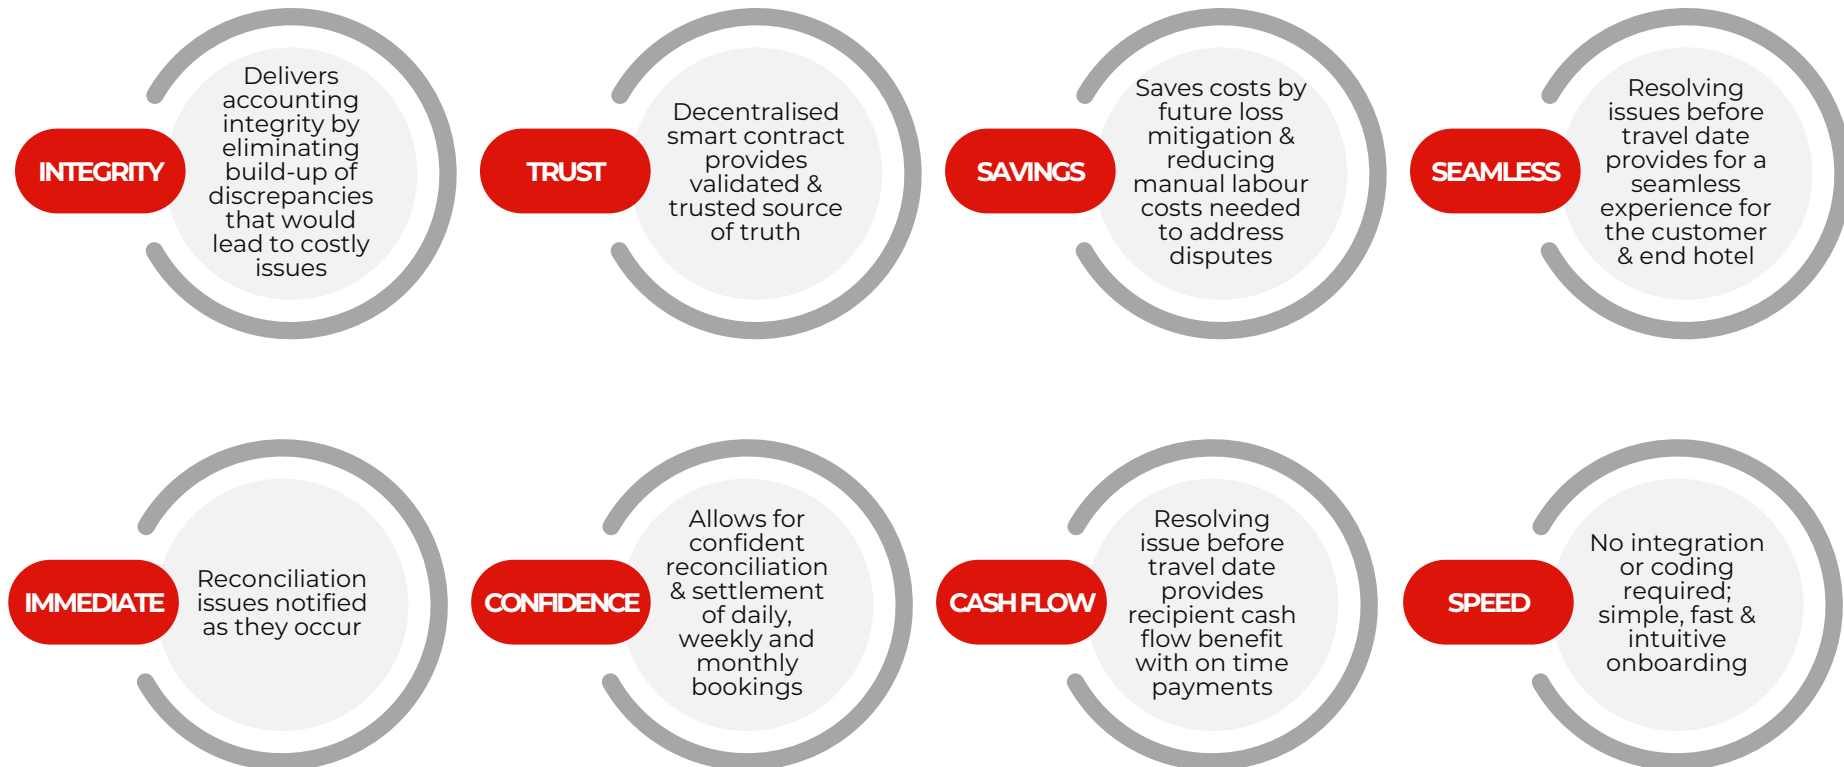 INTEGRITY
Delivers
accounting
integrity by
eliminating
build-up of
discrepancies
that would
lead to costly
issues
TRUST
Decentralised
smart contract
provides
validated &
trusted source
of truth
SAVINGS
Saves costs by
future loss
mitigation &
reducing
manual labour
costs needed
to address
disputes
SEAMLESS
Resolving
issues before
travel date
provides for a
seamless
experience for
the customer
& end hotel
IMMEDIATE
Reconciliation
issues notified
as they occur
CONFIDENCE
Allows for
confident
reconciliation
& settlement
of daily,
weekly and
monthly
bookings
CASH FLOW
Resolving
issue before
travel date
provides
recipient cash
flow benefit
with on time
payments
SPEED
No integration
or coding
required;
simple, fast &
intuitive
onboarding